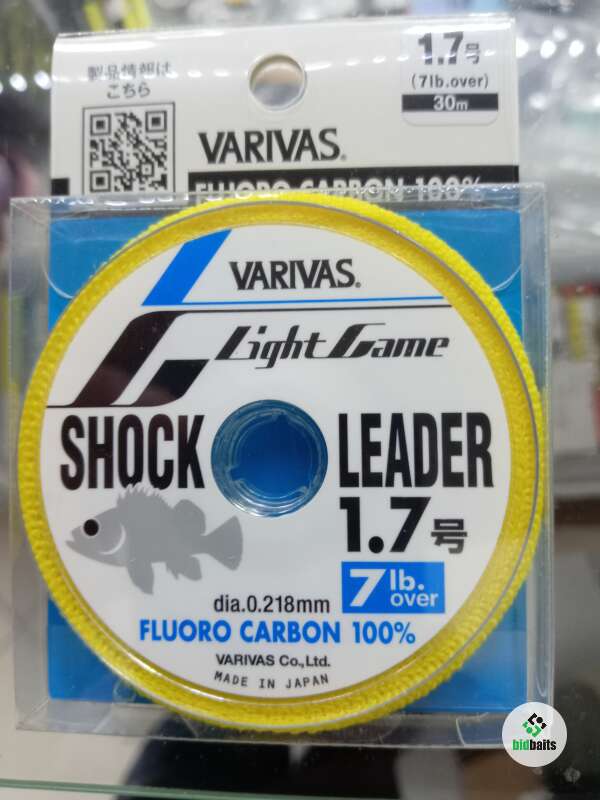 製品情報は
こちら
1.7号
(7lb.over)
30m
VARIVAS®
FLUORO CARBON 100%
VARIVAS®
Light Game
SHOCK LEADER
1.7号
7 lb. over
dia.0.218mm
FLUORO CARBON 100%
VARIVAS Co.,Ltd.
MADE IN JAPAN
bidbaits